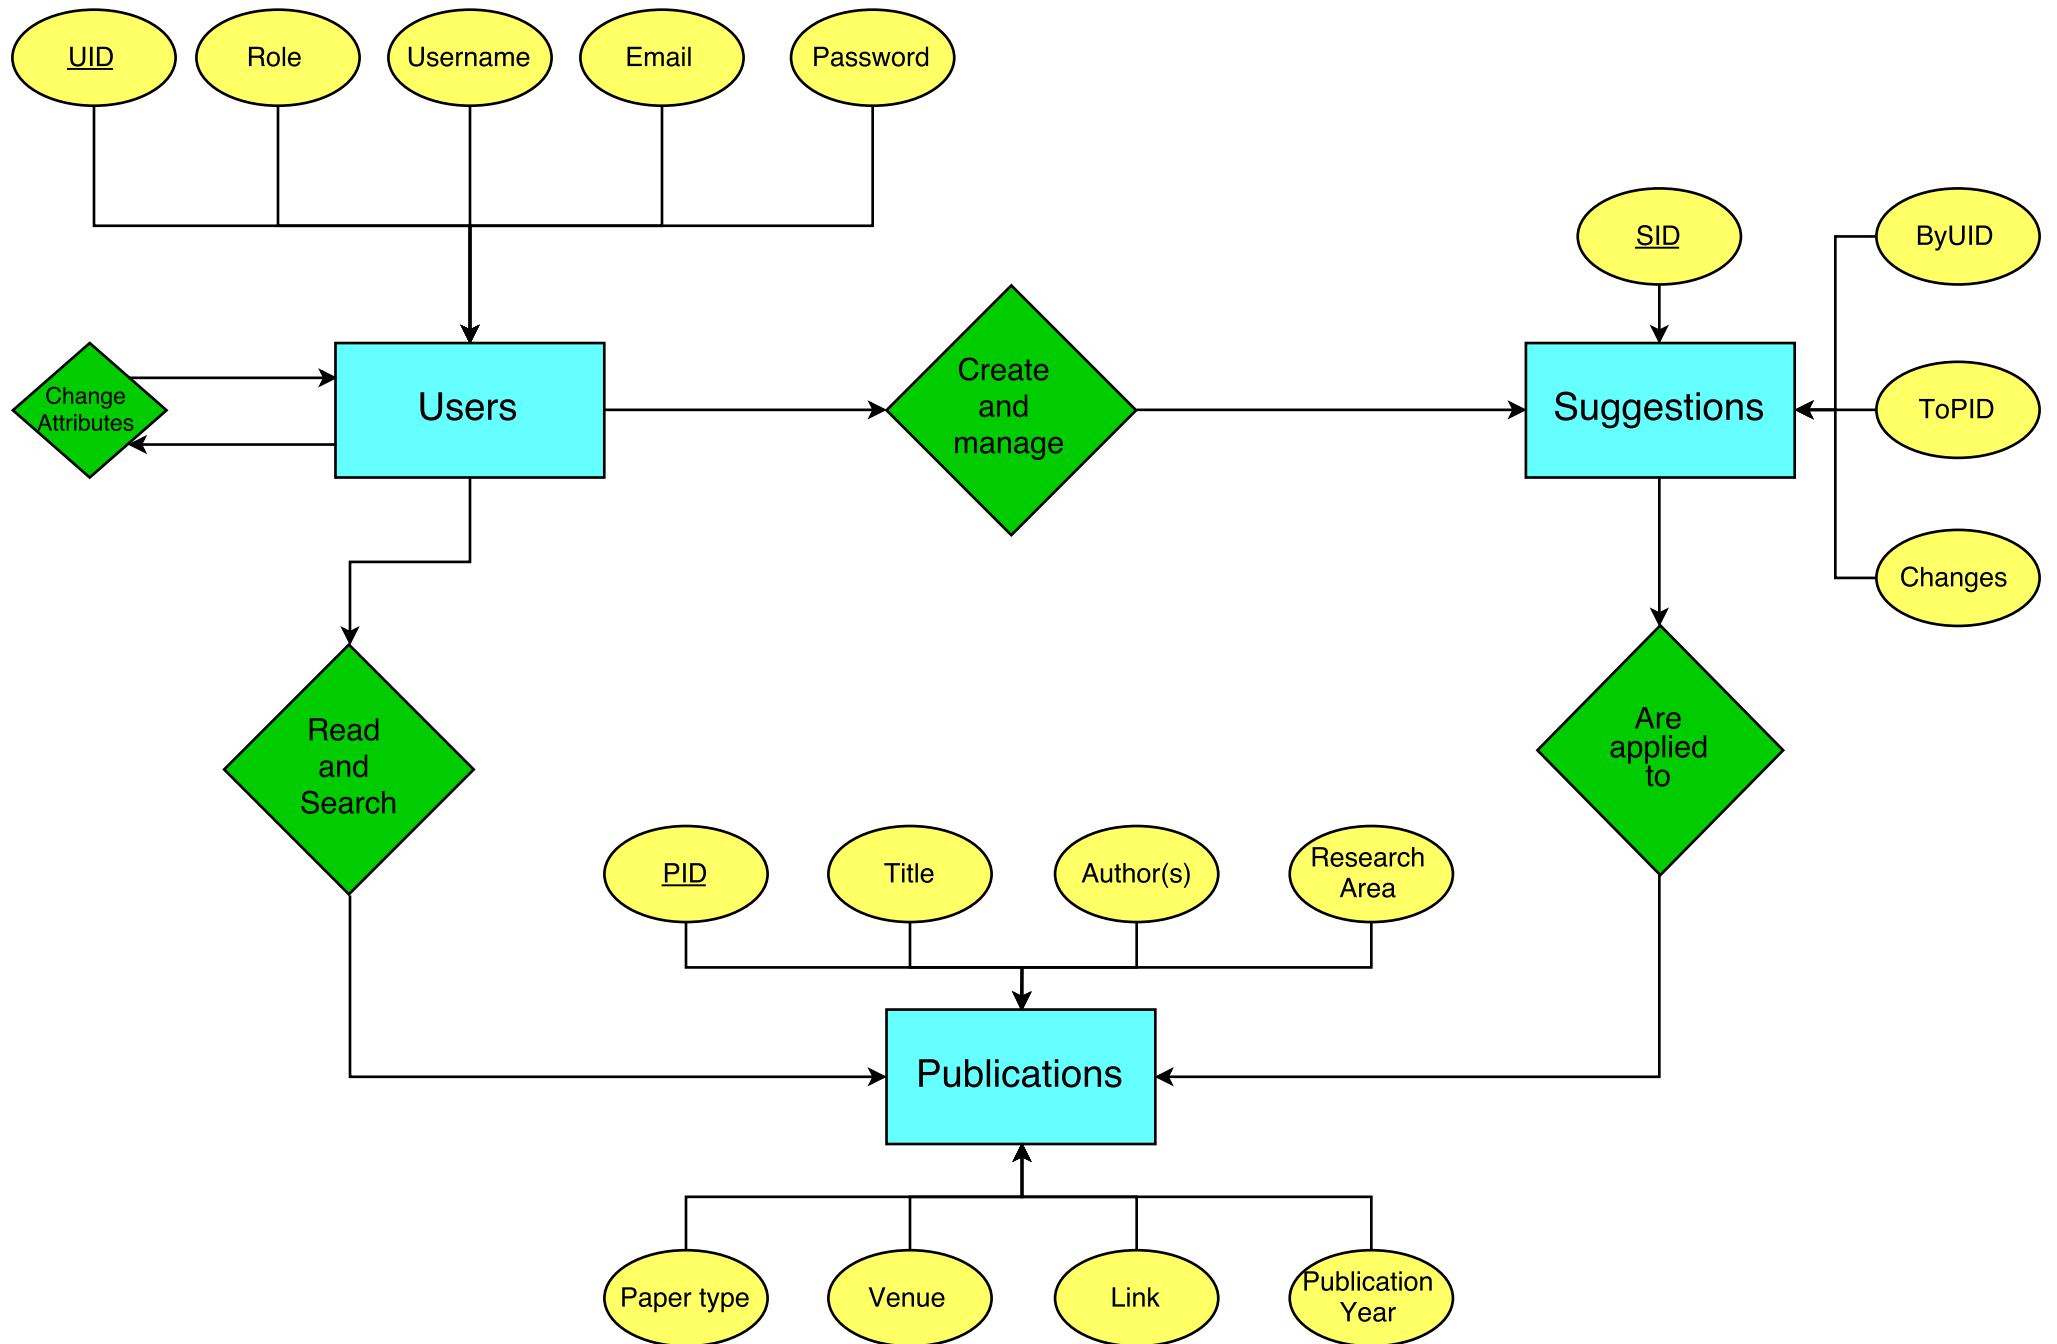 UID
Role
Username
Email
Password
SID
ByUID
Change
Attributes
Users
Create
and
manage
Suggestions
ToPID
Changes
Read
and
Search
Are
applied
to
PID
Title
Author(s)
Research
Area
Publications
Paper type
Venue
Link
Publication
Year